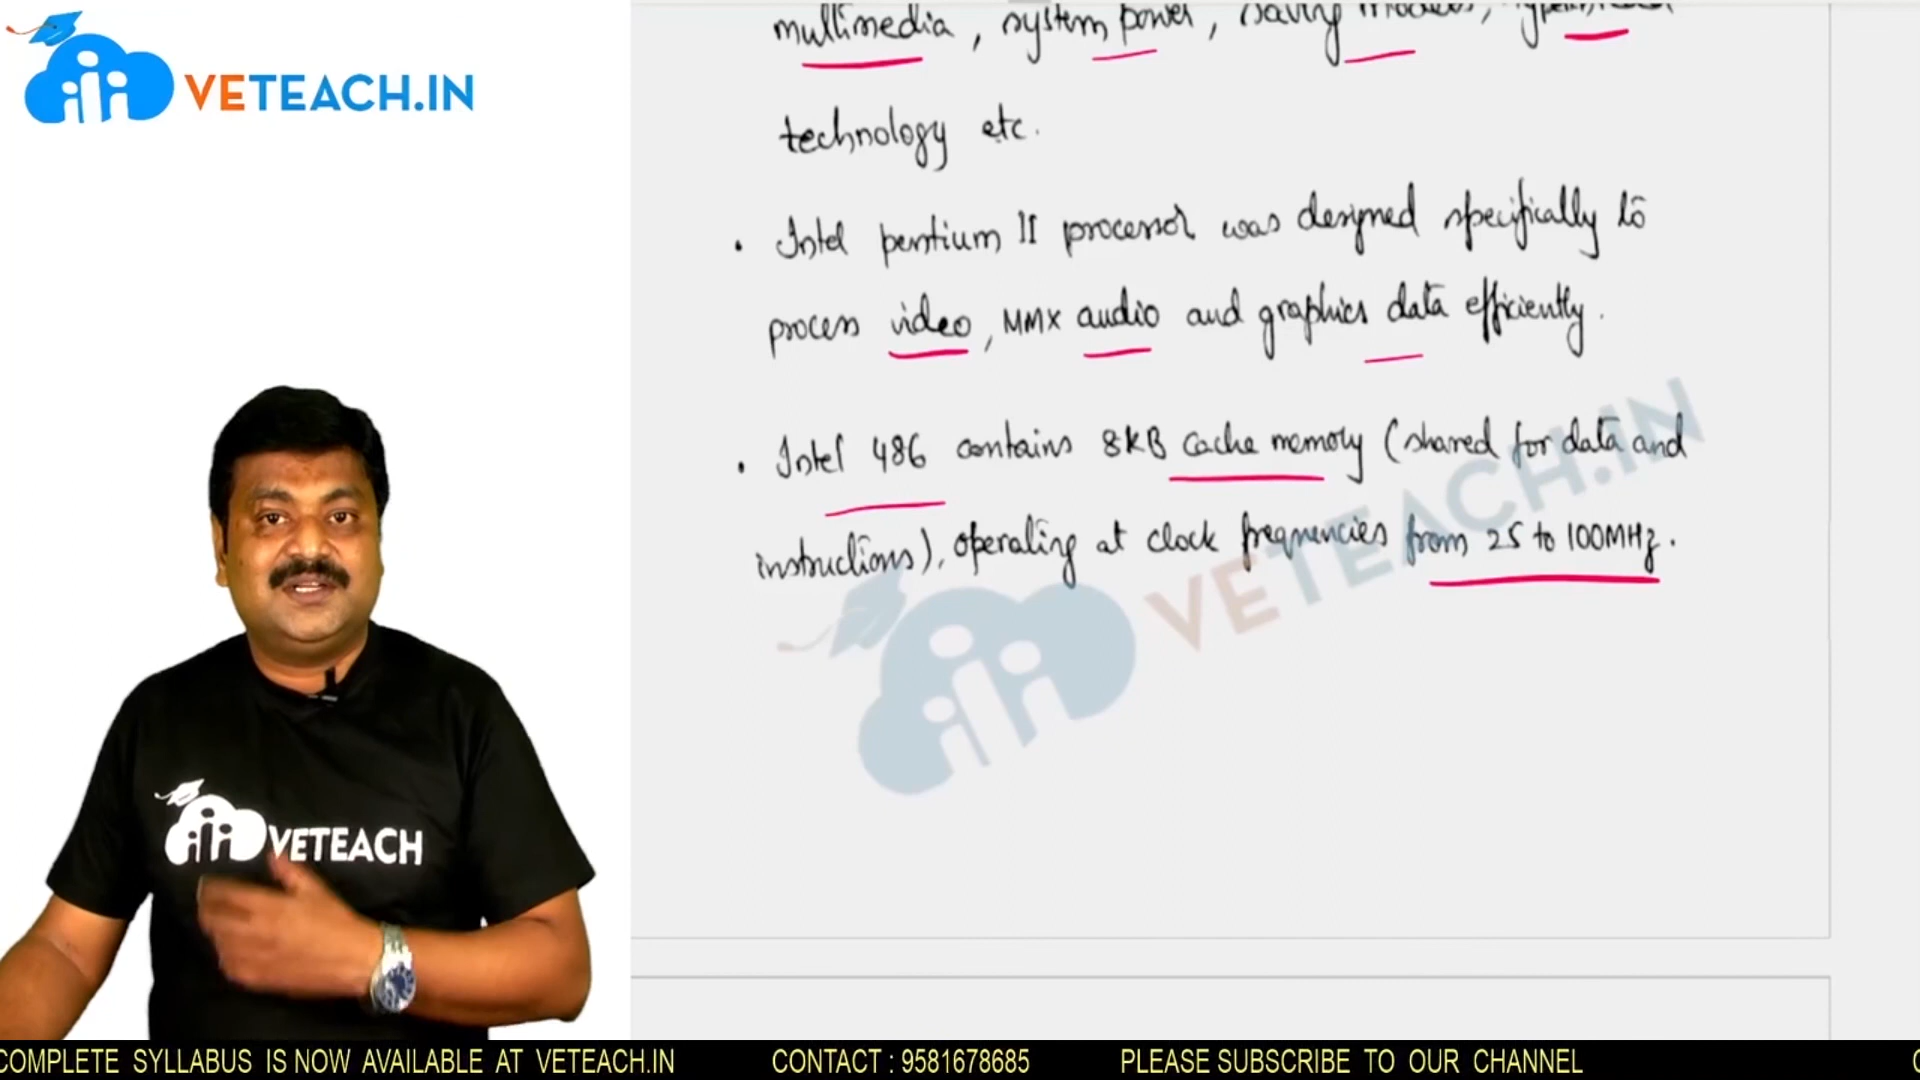 VETEACH.IN
multimedia, system power, saving
technology etc.
• Intel pentium II processor was designed specifically to
process video, MMX audio and graphics data efficiently.
• Intel 486 contains 8KB cache memory (shared for data and
instructions), operating at clock frequencies from 25 to 100MHz.
VETEACH.IN
VETEACH
COMPLETE SYLLABUS IS NOW AVAILABLE AT VETEACH.IN CONTACT : 9581678685 PLEASE SUBSCRIBE TO OUR CHANNEL